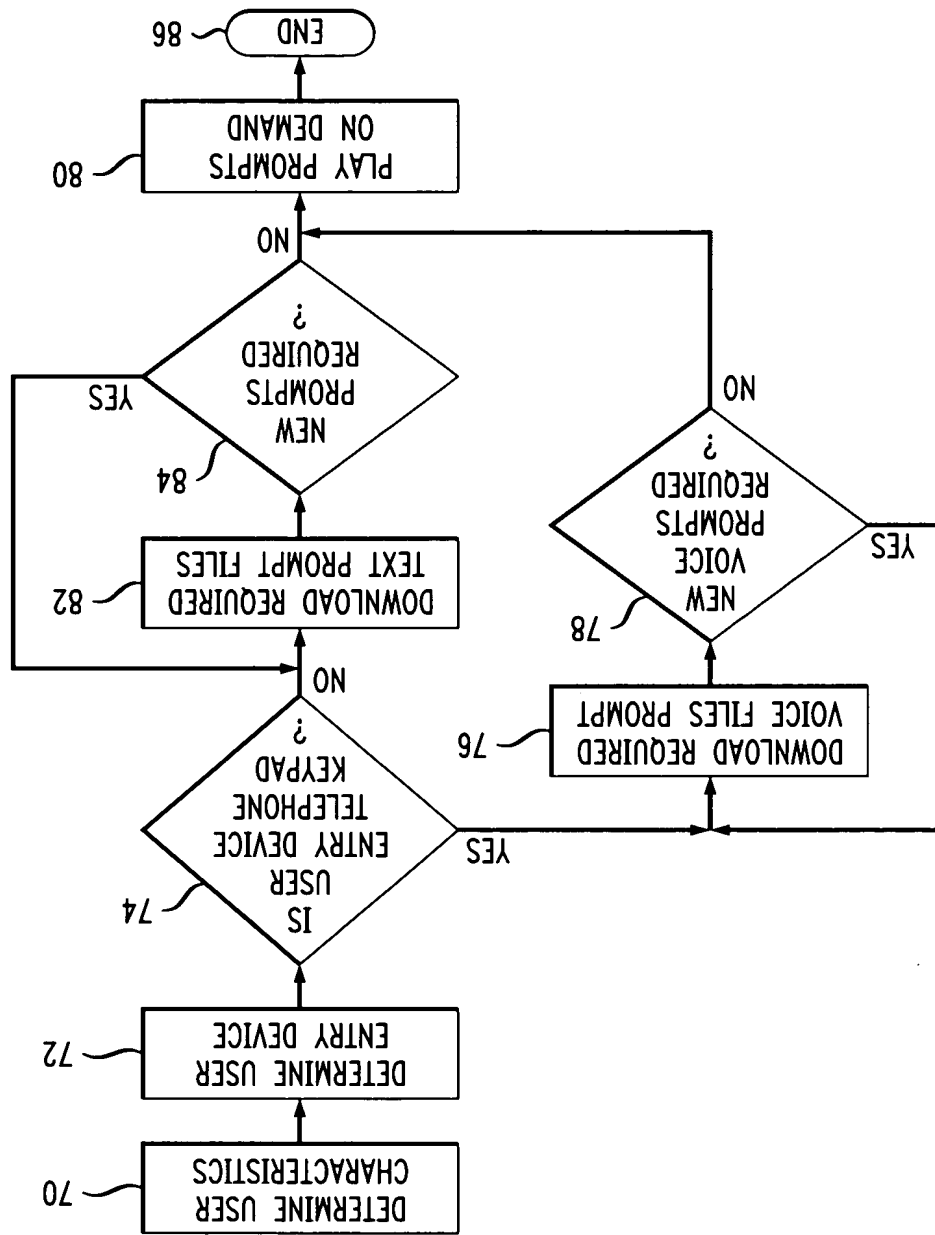 DETERMINE USER
CHARACTERISTICS
70
DETERMINE USER
ENTRY DEVICE
72
IS
USER
ENTRY DEVICE
TELEPHONE
KEYPAD
?
74
YES
NO
DOWNLOAD REQUIRED
VOICE FILES PROMPT
76
NEW
VOICE
PROMPTS
REQUIRED
?
78
YES
NO
DOWNLOAD REQUIRED
TEXT PROMPT FILES
82
NEW
PROMPTS
REQUIRED
?
84
YES
NO
PLAY PROMPTS
ON DEMAND
80
END
86